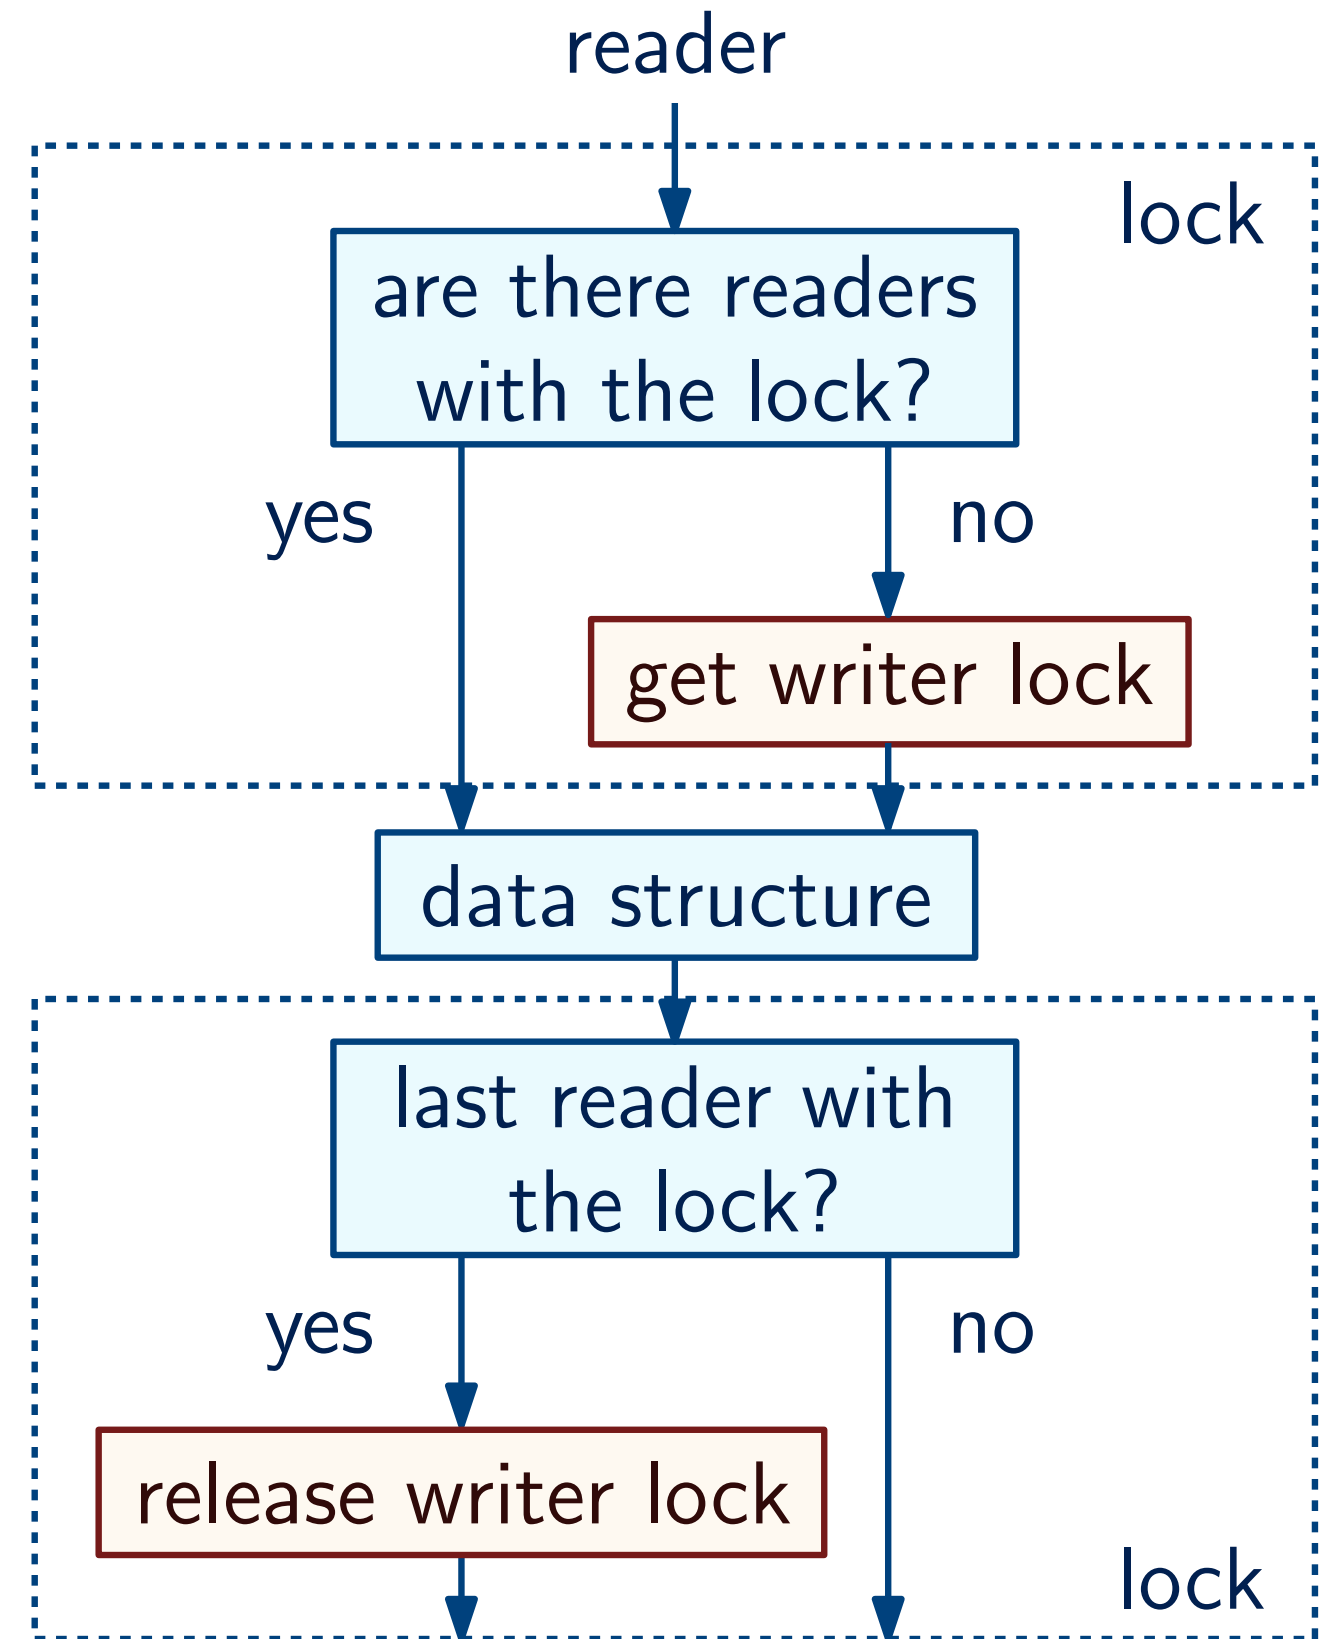 reader
lock
are there readers
with the lock?
yes
no
get writer lock
data structure
last reader with
the lock?
yes
no
release writer lock
lock